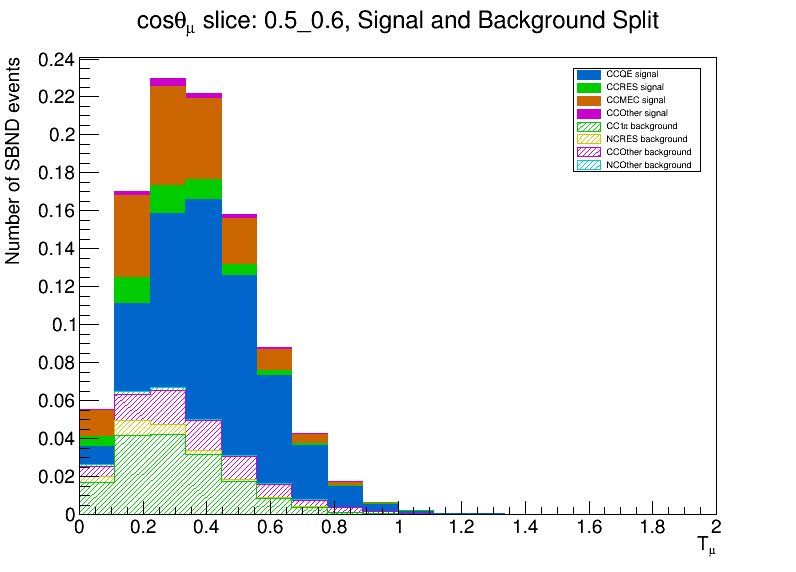 cosθμ slice: 0.5_0.6, Signal and Background Split
Number of SBND events
0.24
0.22
0.2
0.18
0.16
0.14
0.12
0.1
0.08
0.06
0.04
0.02
0
CCQE signal
CCRES signal
CCMEC signal
CCOther signal
CC1π background
NCRES background
CCOther background
NCOther background
0 0.2 0.4 0.6 0.8 1 1.2 1.4 1.6 1.8 2
Tμ